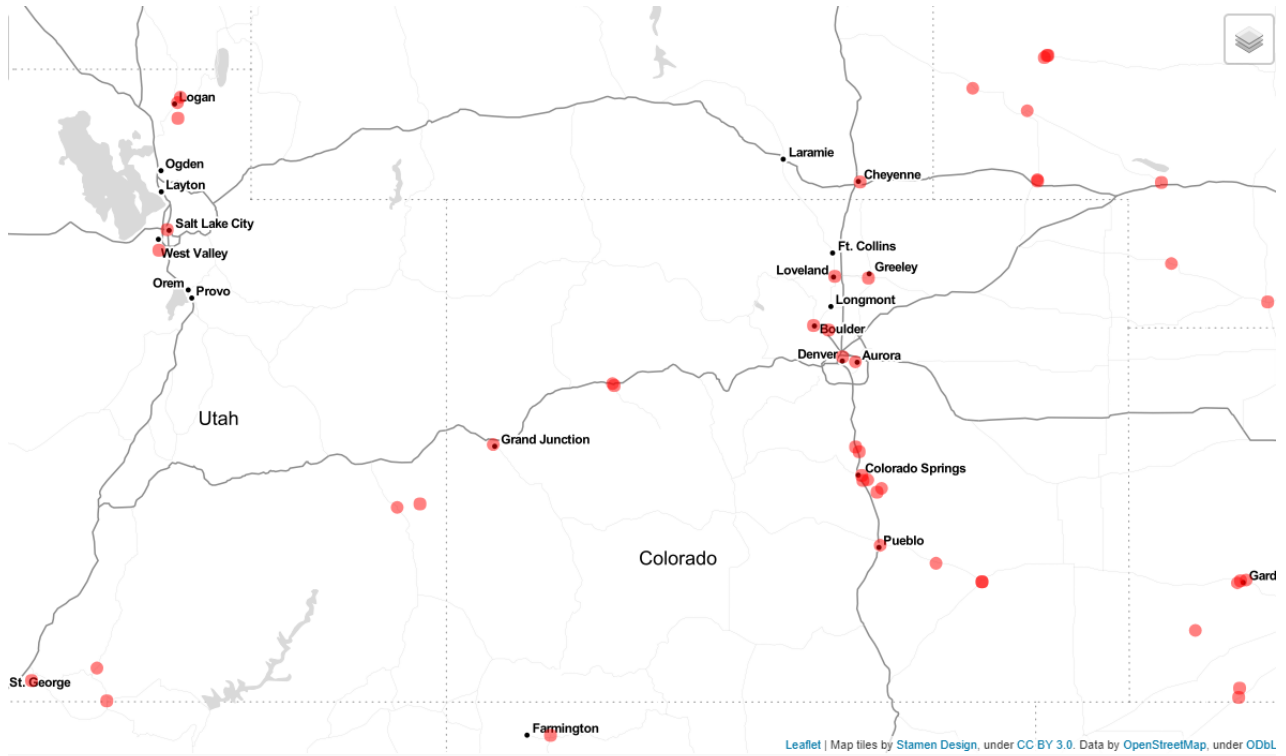 Logan
Laramie
Ogden
Cheyenne
Layton
Salt Lake City
Ft. Collins
West Valley
Loveland
Greeley
Orem
Provo
Longmont
Boulder
Denver
Aurora
Utah
Grand Junction
Colorado Springs
Pueblo
Colorado
Gard
St. George
Farmington
Leaflet | Map tiles by Stamen Design, under CC BY 3.0. Data by OpenStreetMap, under ODbL